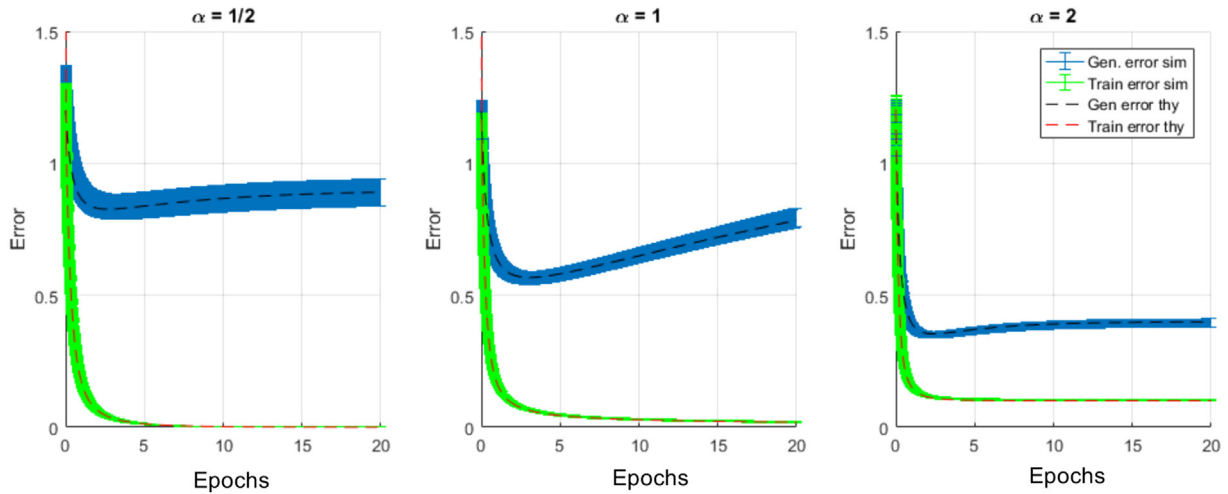 α = 1/2
1.5
1
0.5
0
Error
0 5 10 15 20
Epochs
α = 1
1.5
1
0.5
0
Error
0 5 10 15 20
Epochs
α = 2
1.5
1
0.5
0
Error
0 5 10 15 20
Epochs
Gen. error sim
Train error sim
Gen error thy
Train error thy